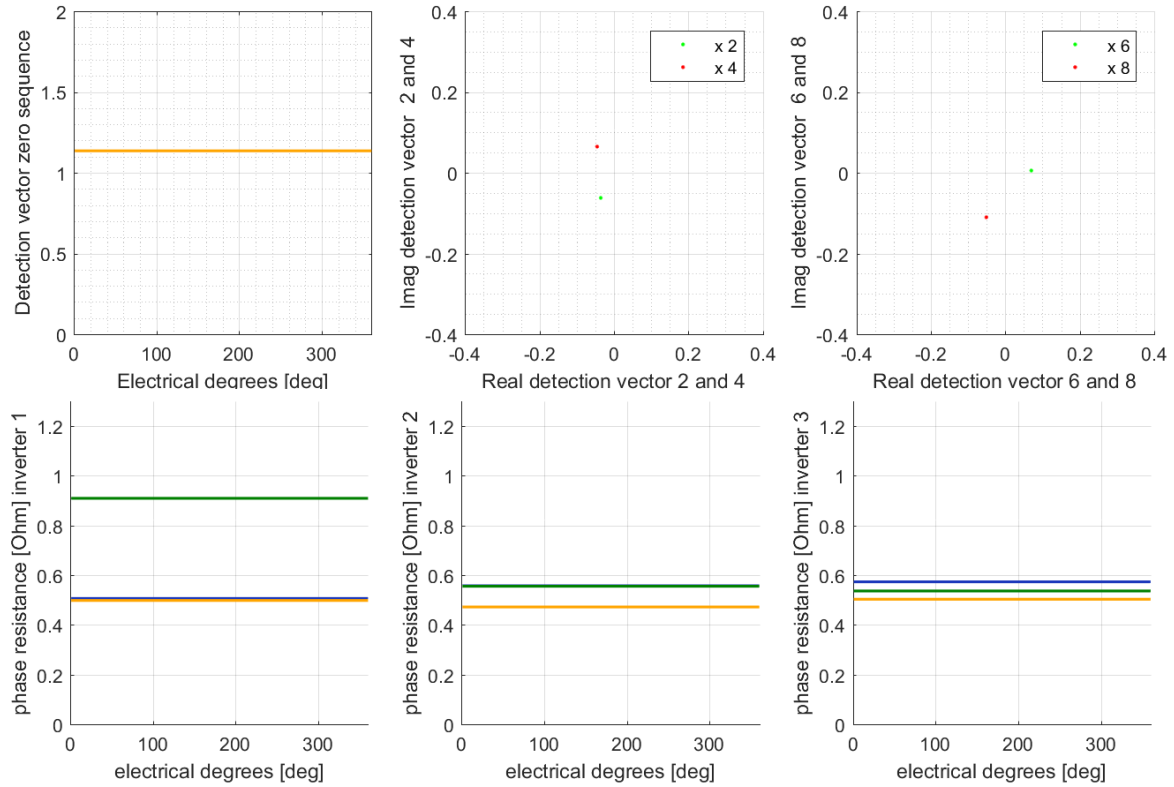 Detection vector zero sequence
2
1.5
1
0.5
0
0 100 200 300
Electrical degrees [deg]
Imag detection vector 2 and 4
0.4
0.2
0
-0.2
-0.4
-0.4 -0.2 0 0.2 0.4
Real detection vector 2 and 4
x 2
x 4
Imag detection vector 6 and 8
0.4
0.2
0
-0.2
-0.4
-0.4 -0.2 0 0.2 0.4
Real detection vector 6 and 8
x 6
x 8
phase resistance [Ohm] inverter 1
1.2
1
0.8
0.6
0.4
0.2
0
0 100 200 300
electrical degrees [deg]
phase resistance [Ohm] inverter 2
1.2
1
0.8
0.6
0.4
0.2
0
0 100 200 300
electrical degrees [deg]
phase resistance [Ohm] inverter 3
1.2
1
0.8
0.6
0.4
0.2
0
0 100 200 300
electrical degrees [deg]